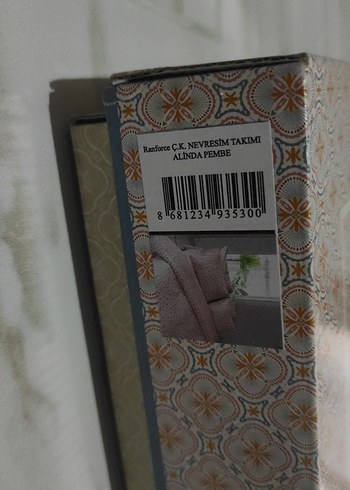 Ranforce Ç.K. NEVRESİM TAKIMI
ALİNDA PEMBE
8 681234 935300